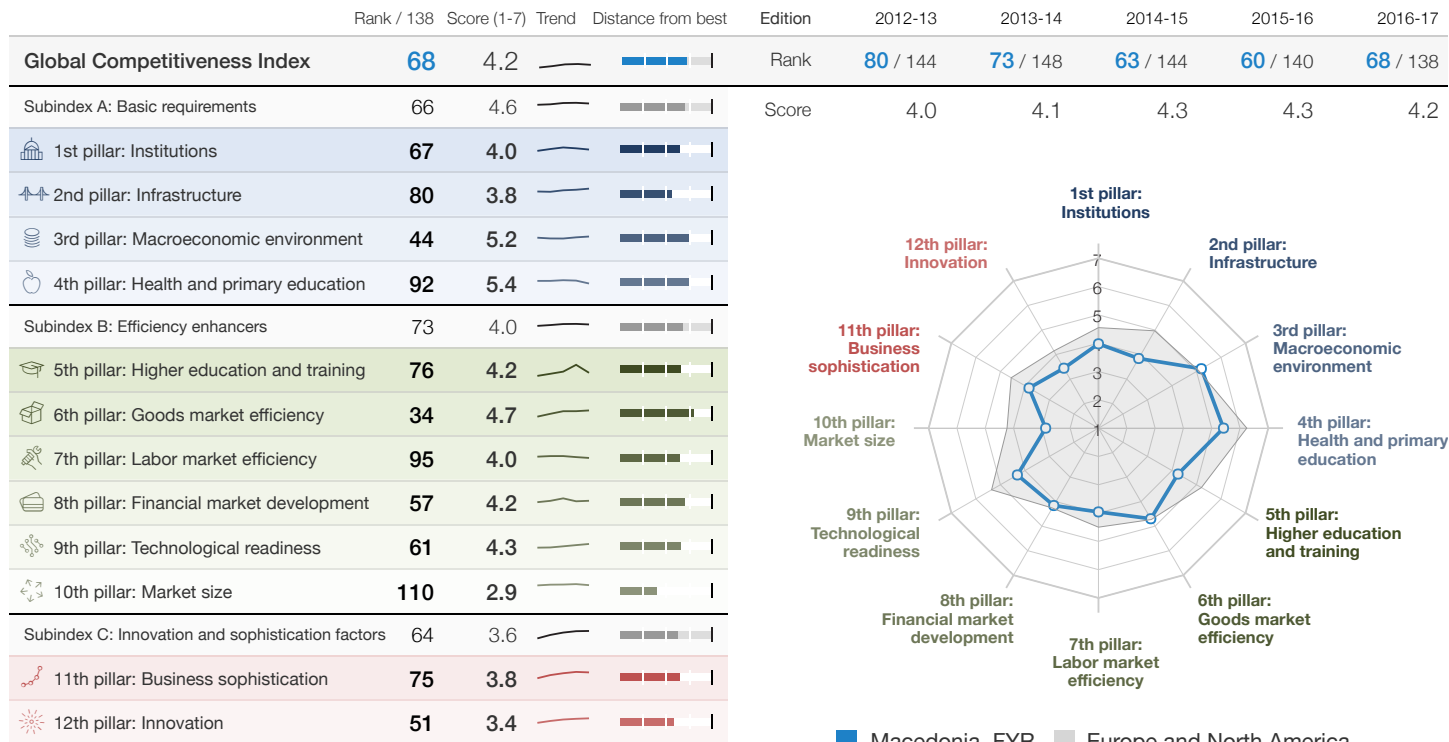 Rank / 138 Score (1-7) Trend Distance from best
Global Competitiveness Index 68 4.2
Subindex A: Basic requirements 66 4.6
1st pillar: Institutions 67 4.0
2nd pillar: Infrastructure 80 3.8
3rd pillar: Macroeconomic environment 44 5.2
4th pillar: Health and primary education 92 5.4
Subindex B: Efficiency enhancers 73 4.0
5th pillar: Higher education and training 76 4.2
6th pillar: Goods market efficiency 34 4.7
7th pillar: Labor market efficiency 95 4.0
8th pillar: Financial market development 57 4.2
9th pillar: Technological readiness 61 4.3
10th pillar: Market size 110 2.9
Subindex C: Innovation and sophistication factors 64 3.6
11th pillar: Business sophistication 75 3.8
12th pillar: Innovation 51 3.4
Edition 2012-13 2013-14 2014-15 2015-16 2016-17
Rank 80 / 144 73 / 148 63 / 144 60 / 140 68 / 138
Score 4.0 4.1 4.3 4.3 4.2
1st pillar:
Institutions
2nd pillar:
Infrastructure
3rd pillar:
Macroeconomic
environment
4th pillar:
Health and primary
education
5th pillar:
Higher education
and training
6th pillar:
Goods market
efficiency
7th pillar:
Labor market
efficiency
8th pillar:
Financial market
development
9th pillar:
Technological
readiness
10th pillar:
Market size
11th pillar:
Business
sophistication
12th pillar:
Innovation
7
6
5
3
2
1
Macedonia, FYR Europe and North America